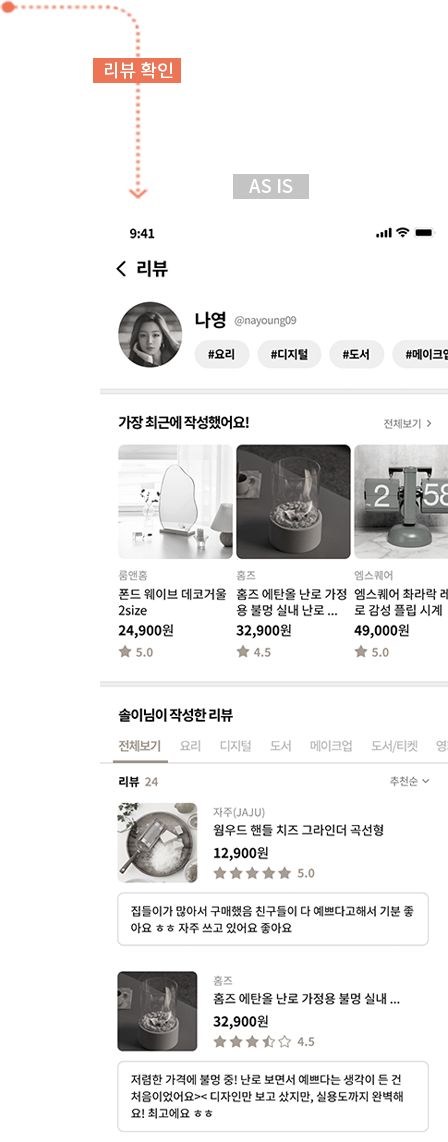 리뷰 확인
AS IS
9:41
리뷰
나영 @nayoung09
#요리 #디지털 #도서 #메이크업
가장 최근에 작성했어요! 전체보기
2 58
룸앤홈 홈즈 엠스퀘어
폰드 웨이브 데코거울 홈즈 에탄올 난로 가정 엠스퀘어 촤라락 레
2size 용 불멍 실내 난로 ... 로 감성 플립 시계
24,900원 32,900원 49,000원
5.0 4.5 5.0
솔이님이 작성한 리뷰
전체보기 요리 디지털 도서 메이크업 도서/티켓 영
리뷰 24 추천순
자주(JAJU)
월우드 핸들 치즈 그라인더 곡선형
12,900원
5.0
집들이가 많아서 구매했음 친구들이 다 예쁘다고해서 기분 좋
아요 ㅎㅎ 자주 쓰고 있어요 좋아요
홈즈
홈즈 에탄올 난로 가정용 불멍 실내 ...
32,900원
4.5
저렴한 가격에 불멍 중! 난로 보면서 예쁘다는 생각이 든 건
처음이었어요>< 디자인만 보고 샀지만, 실용도까지 완벽해
요! 최고에요 ㅎㅎ